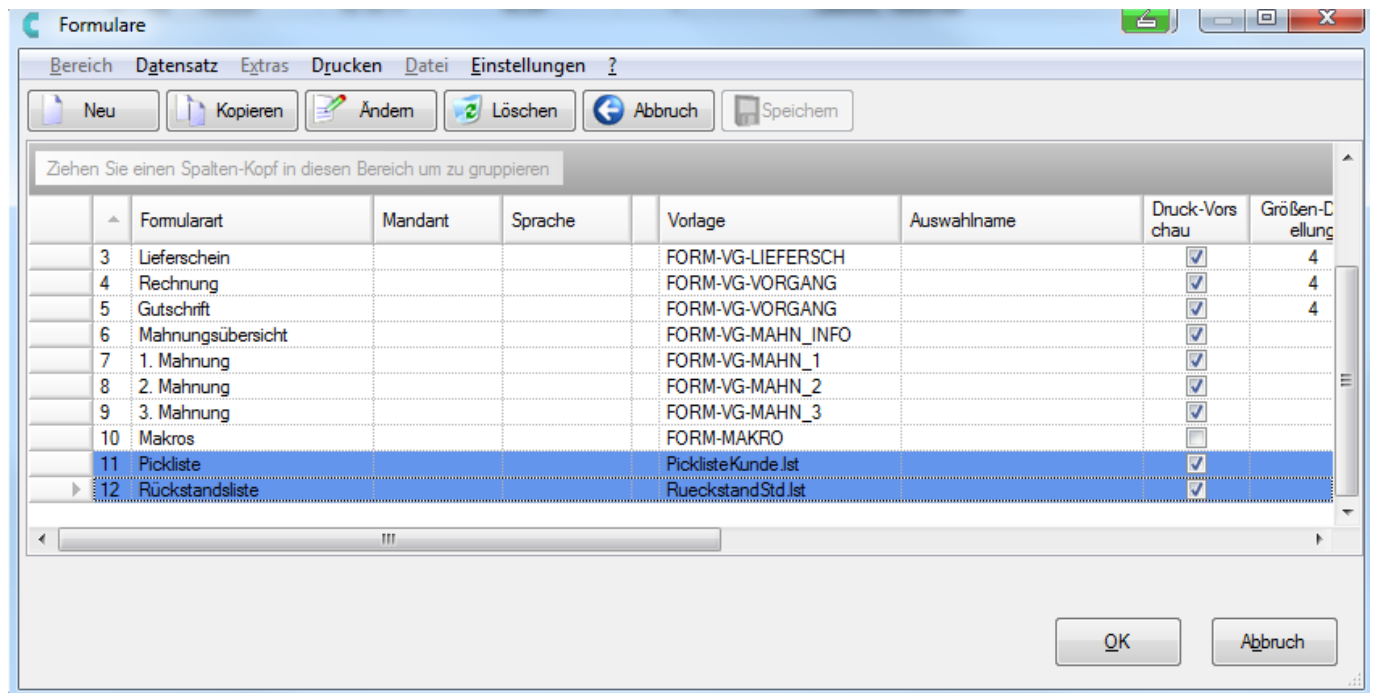 Formulare
Bereich Datensatz Extras Drucken Datei Einstellungen ?
Neu Kopieren Ändern Löschen Abbruch Speichern
Ziehen Sie einen Spalten-Kopf in diesen Bereich um zu gruppieren
Formularart Mandant Sprache Vorlage Auswahlname Druck-Vors Größen-D
chau ellung
3 Lieferschein FORM-VG-LIEFERSCH 4
4 Rechnung FORM-VG-VORGANG 4
5 Gutschrift FORM-VG-VORGANG 4
6 Mahnungsübersicht FORM-VG-MAHN_INFO
7 1. Mahnung FORM-VG-MAHN_1
8 2. Mahnung FORM-VG-MAHN_2
9 3. Mahnung FORM-VG-MAHN_3
10 Makros FORM-MAKRO
11 Pickliste PicklisteKunde.lst
12 Rückstandsliste RueckstandStd.lst
OK Abbruch